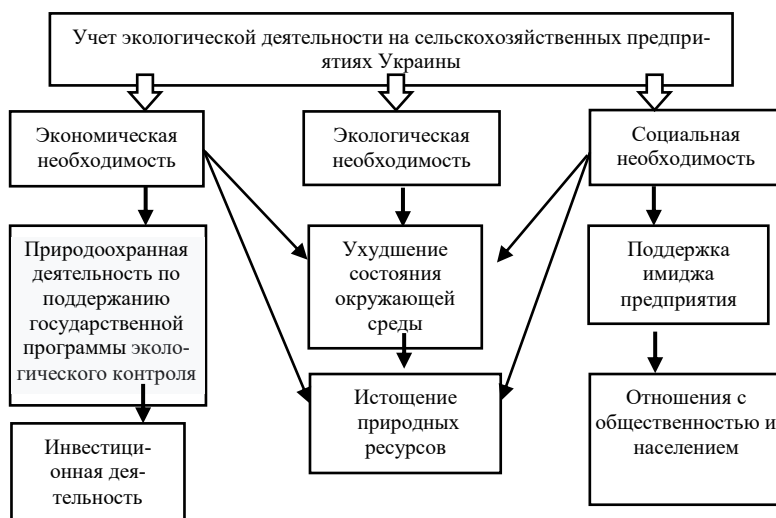 Учет экологической деятельности на сельскохозяйственных предпри-
ятиях Украины
Экономическая
необходимость
Экологическая
необходимость
Социальная
необходимость
Природоохранная
деятельность по
поддержанию
государственной
программы эколо-
гического контроля
Ухудшение
состояния
окружающей
среды
Поддержка
имиджа
предприятия
Инвестици-
онная дея-
тельность
Истощение
природных
ресурсов
Отношения с
общественностью и
населением